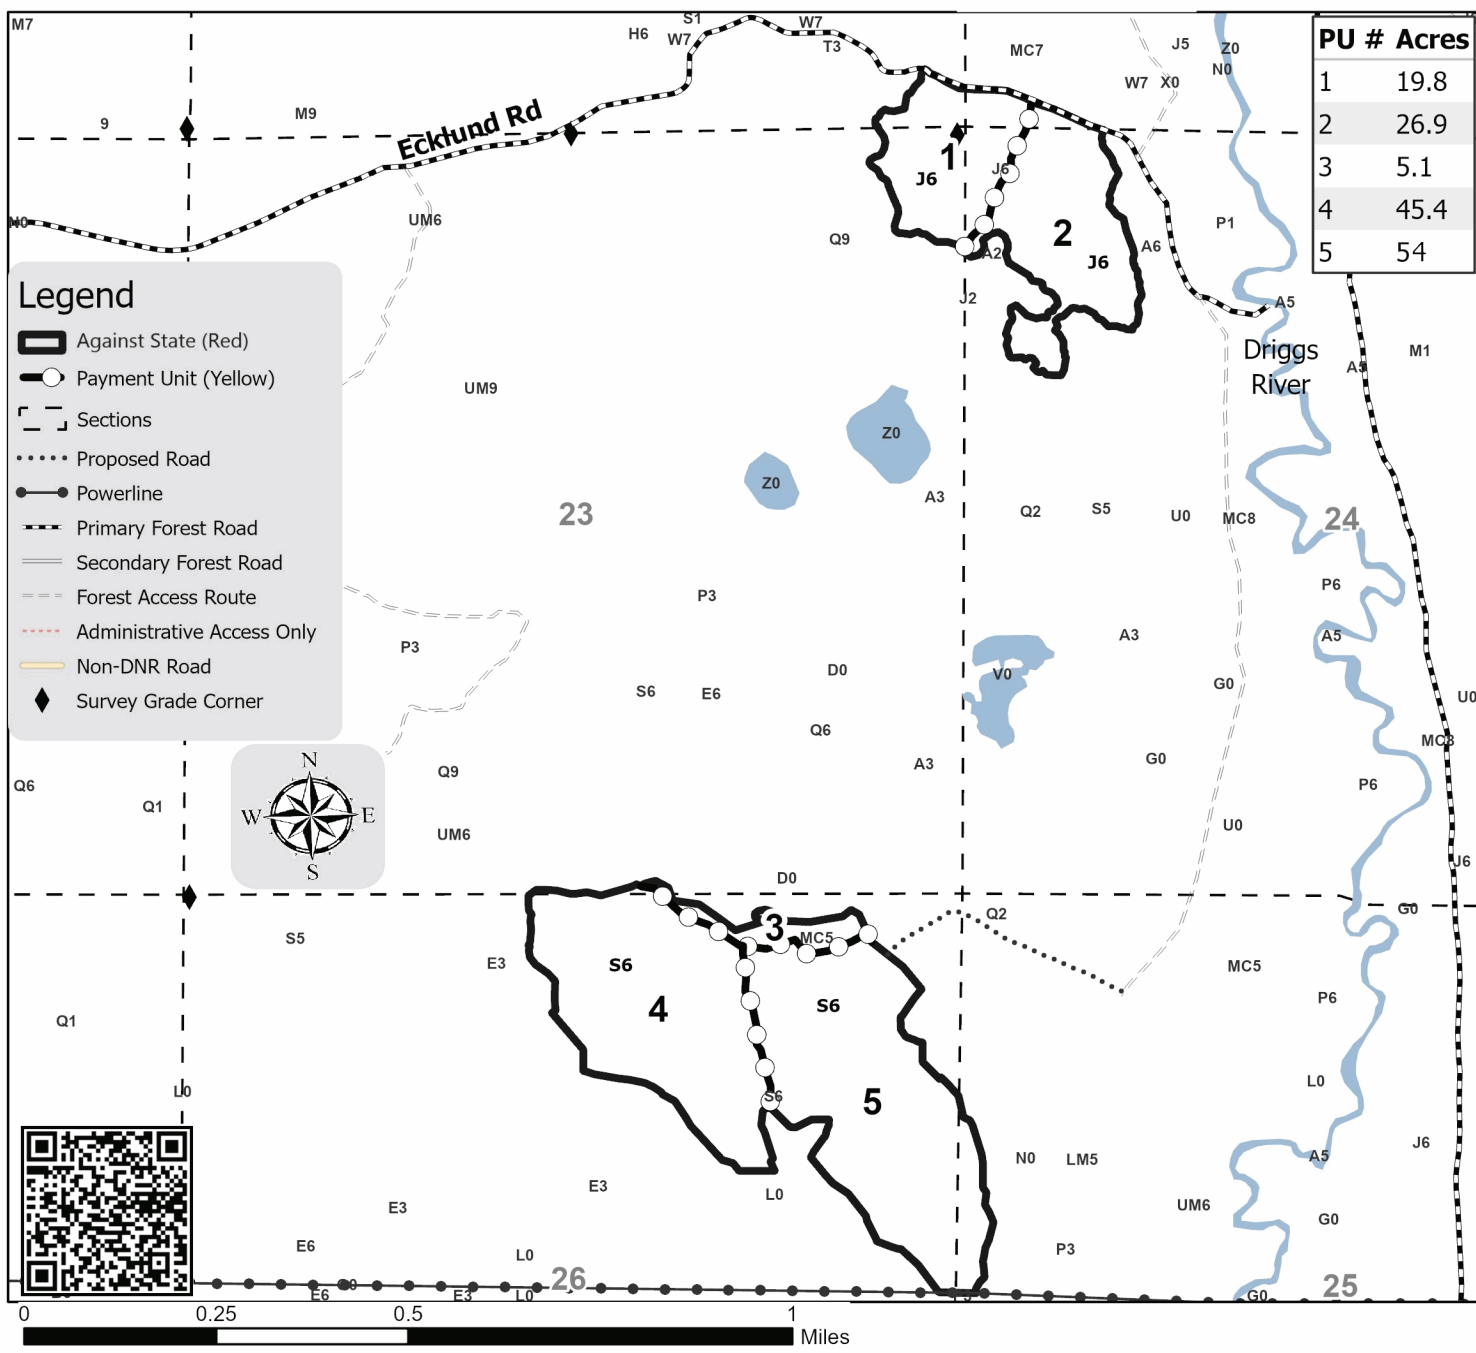 M7
S1
W7
H6
W7
T3
MC7
J5
Z0
N0
W7
X0
PU # Acres
1 19.8
2 26.9
3 5.1
4 45.4
5 54
9
M9
Ecklund Rd
1
J6
J6
N0
UM6
Q9
2
A2
J6
A6
P1
J2
A5
Legend
Against State (Red)
Payment Unit (Yellow)
Sections
Proposed Road
Powerline
Primary Forest Road
Secondary Forest Road
Forest Access Route
Administrative Access Only
Non-DNR Road
Survey Grade Corner
Driggs
River
M1
A5
UM9
Z0
Z0
A3
23
Q2
S5
U0
MC8
24
P3
P6
P3
A3
A5
D0
V0
S6
E6
G0
U0
Q6
MC8
A3
G0
Q9
Q6
Q1
P6
UM6
U0
N
W E
S
J6
D0
G0
Q2
3
MC5
S5
E3
S6
MC5
4
S6
P6
Q1
L0
S6
5
L0
J6
N0
LM5
A5
E3
L0
E3
UM6
G0
E6
L0
P3
26
25
E6
E3
L0
G0
0 0.25 0.5 1
Miles